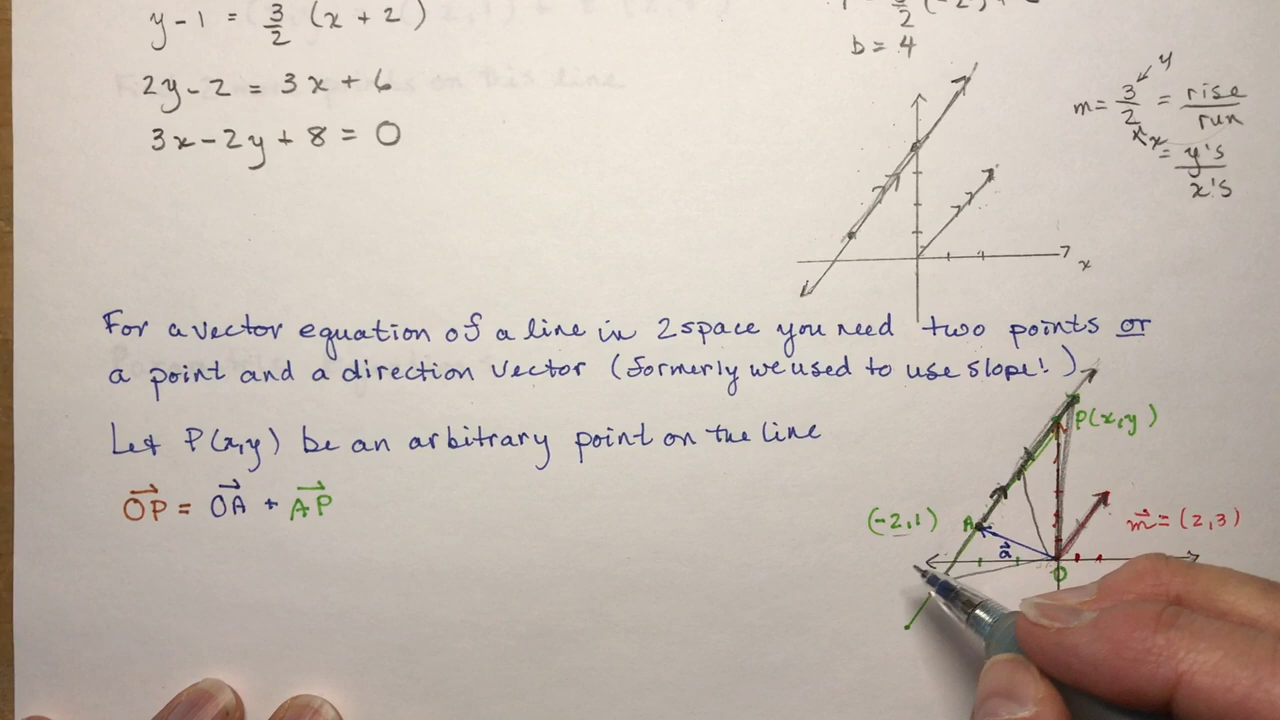 y - 1 = 3/2 (x + 2)
2y - 2 = 3x + 6
3x - 2y + 8 = 0
b = 4
m = 3/2 = rise/run
y
x
= y's/x's
x
For a vector equation of a line in 2 space you need two points or
a point and a direction vector (formerly we used to use slope!).
Let P(x,y) be an arbitrary point on the line
OP = OA + AP
P(x,y)
(-2,1)
A
a
m = (2,3)
O